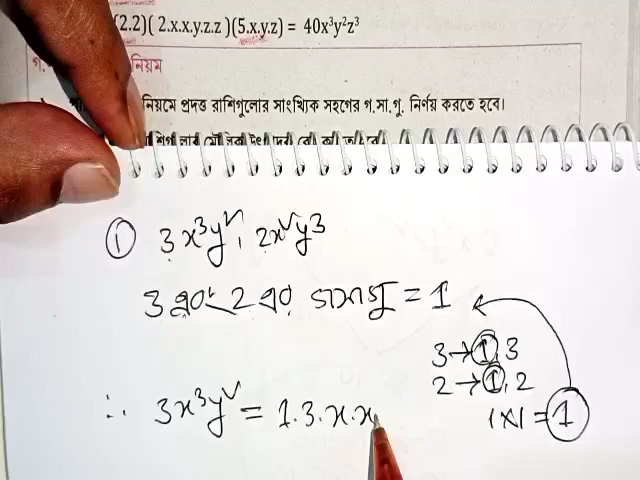 (2.2)( 2.x.x.y.z.z )(5.x.y.z) = 40x³y²z³
গ. নিয়ম
নিয়মে প্রদত্ত রাশিগুলোর সাংখ্যিক সহগের গ.সা.গু. নির্ণয় করতে হবে।
① 3x³y², 2x²y3
3 এবং 2 এর গসাগু = 1
3→1, 3
2→1, 2
∴ 3x³y² = 1.3.x.x
1×1 = 1